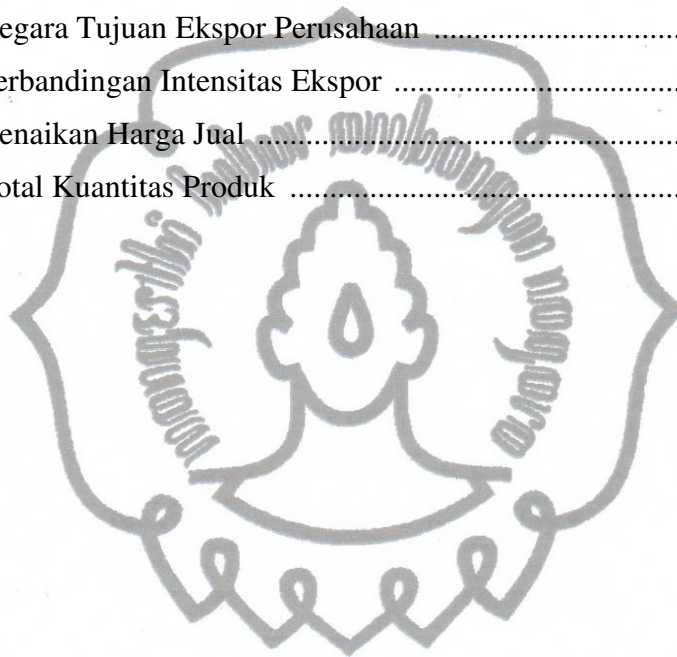 egara Tujuan Ekspor Perusahaan ...............................
erbandingan Intensitas Ekspor ....................................
enaikan Harga Jual .....................................................
otal Kuantitas Produk .................................................